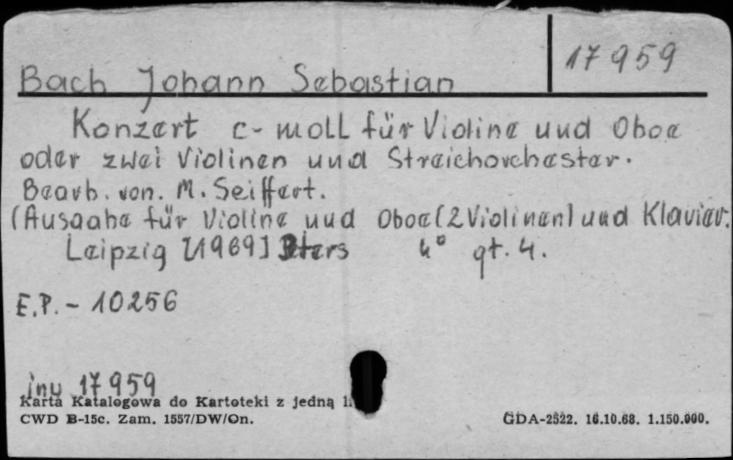 17959
Bach Johann Sebastian
Konzert c-moll für Violine und Oboe
oder zwei Violinen und Streichorchester.
Bearb. von. M. Seiffert.
(Ausgabe für Violine und Oboe (2 Violinen) und Klavier.
Leipzig [1969] Peters 4° gt. 4.
E.P. - 10256
inv 17959
Karta Katalogowa do Kartoteki z jedną
CWD B-15c. Zam. 1557/DW/On. GDA-2522. 16.10.68. 1.150.000.